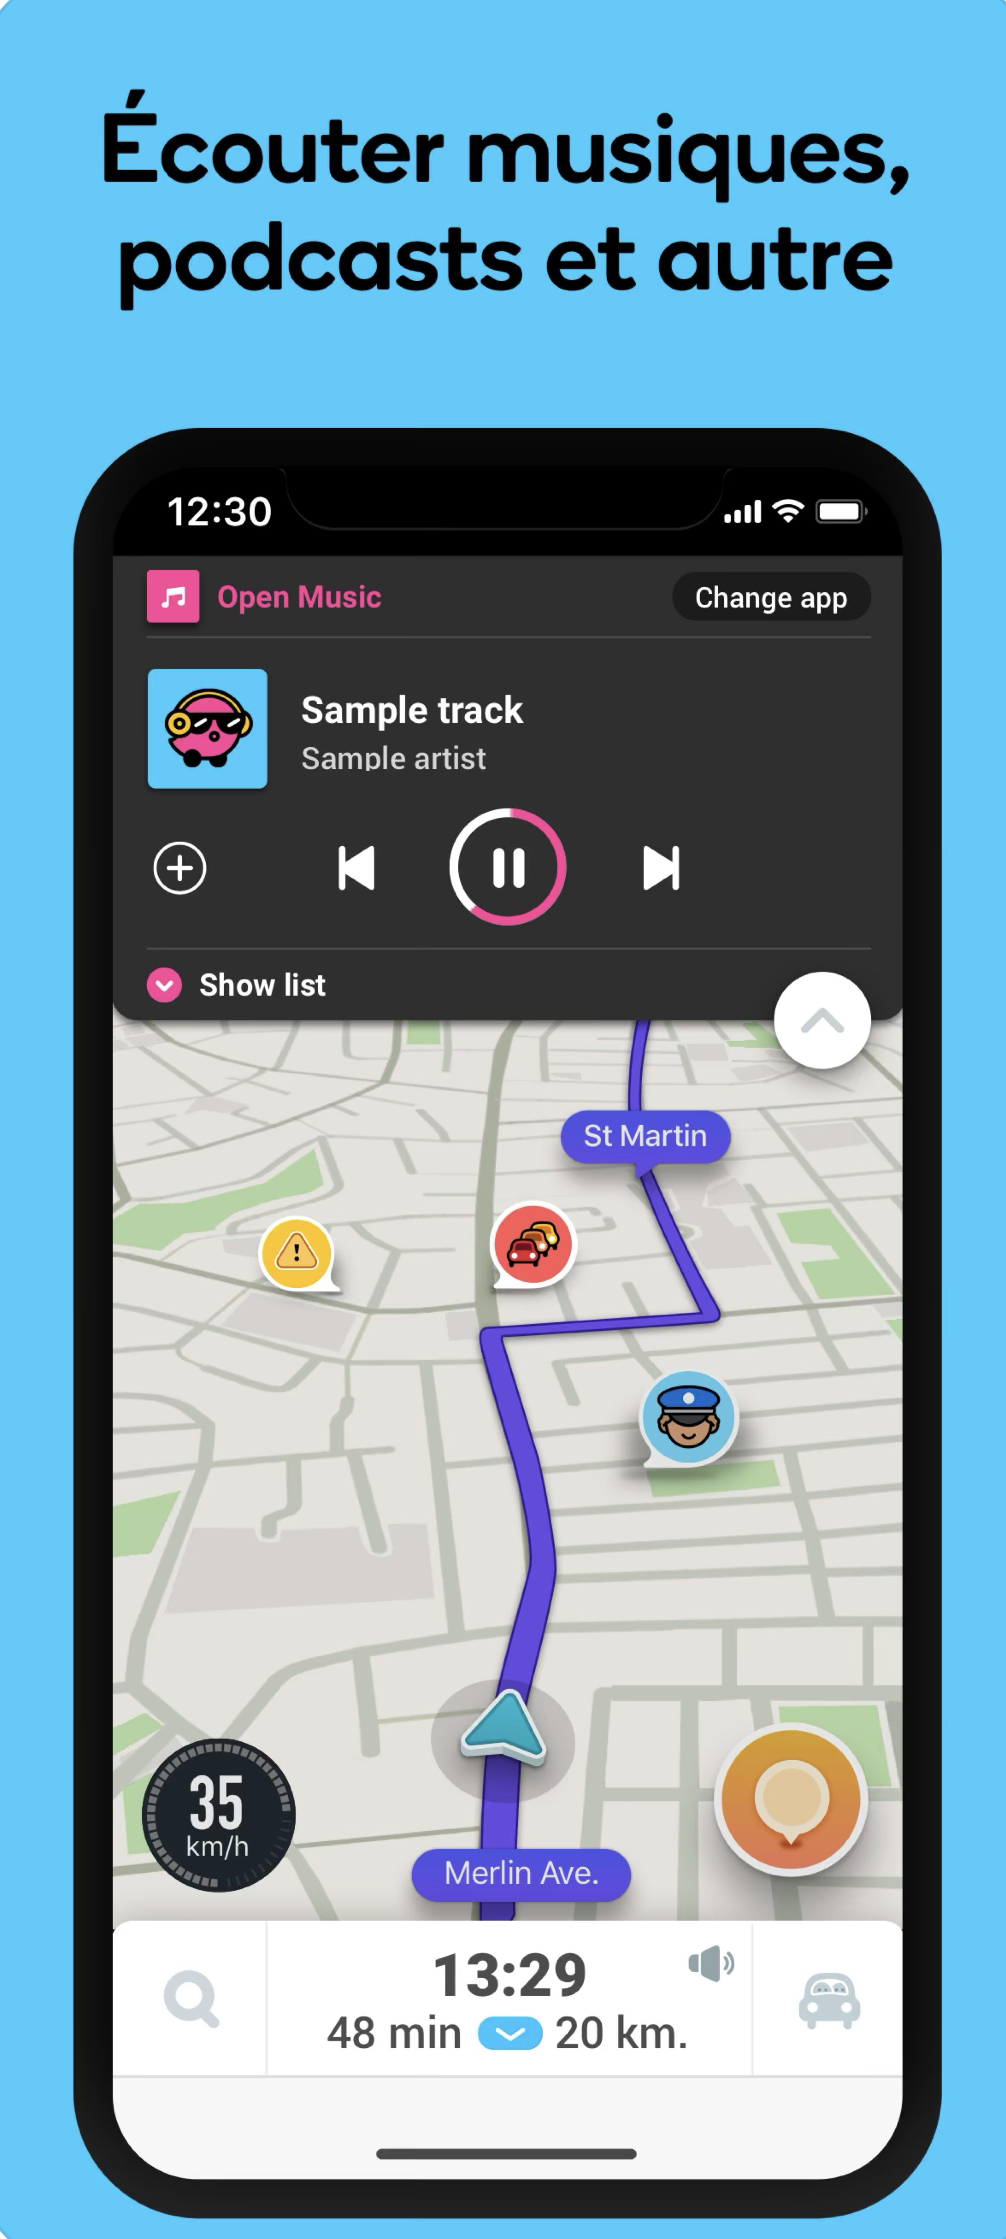 Écouter musiques,
podcasts et autre
12:30
Open Music
Change app
Sample track
Sample artist
Show list
St Martin
35
km/h
Merlin Ave.
13:29
48 min 20 km.